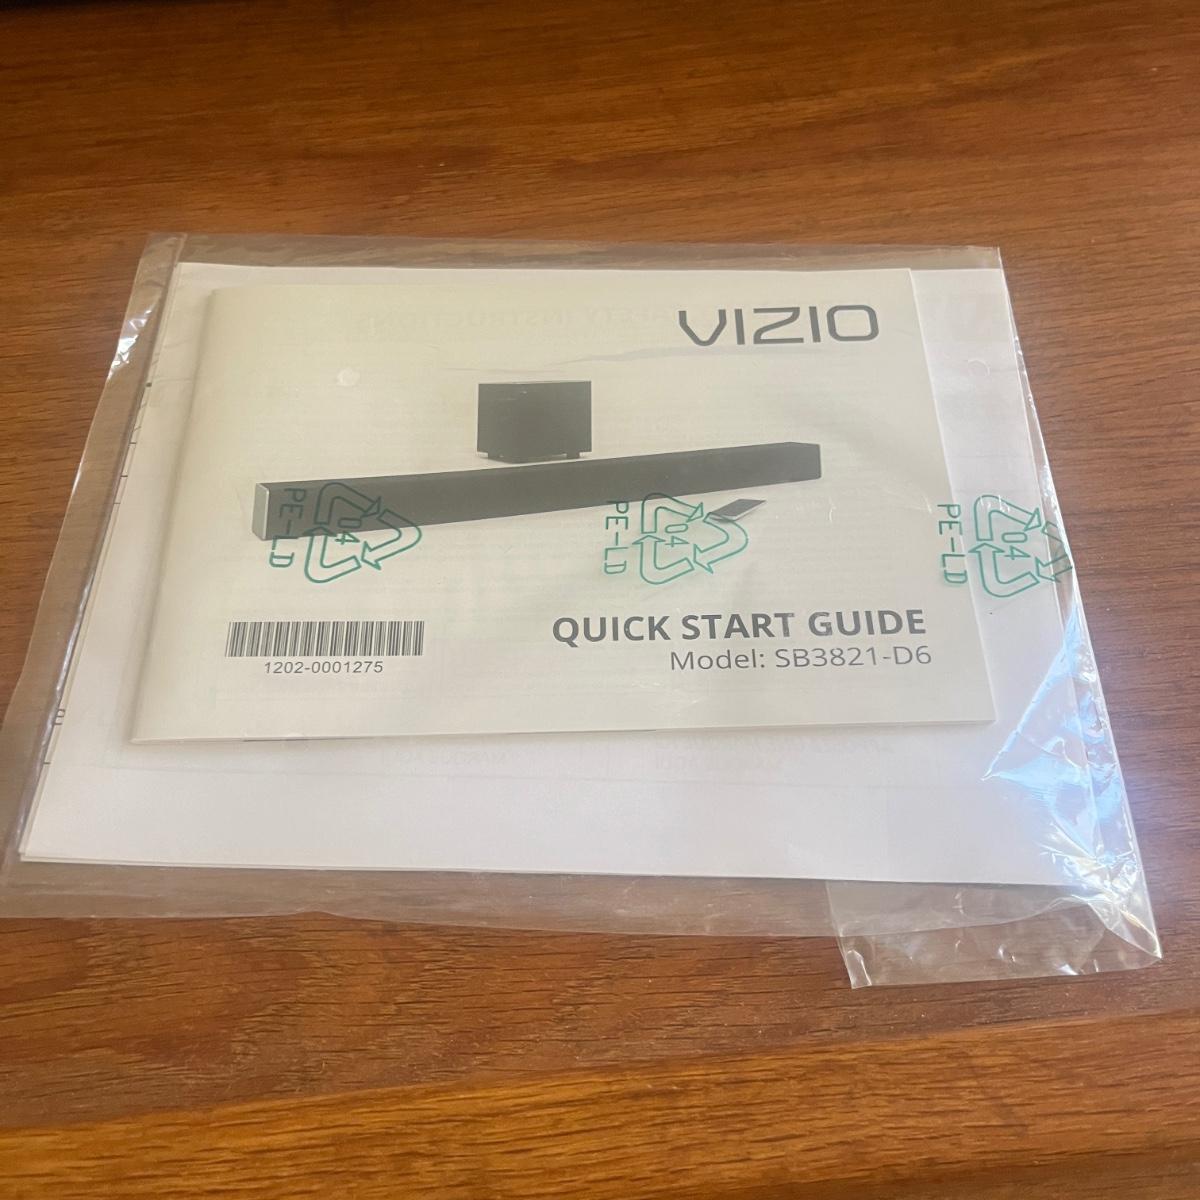 VIZIO
PE-LD
04
PE-LD
04
PE-LD
04
QUICK START GUIDE
Model: SB3821-D6
1202-0001275